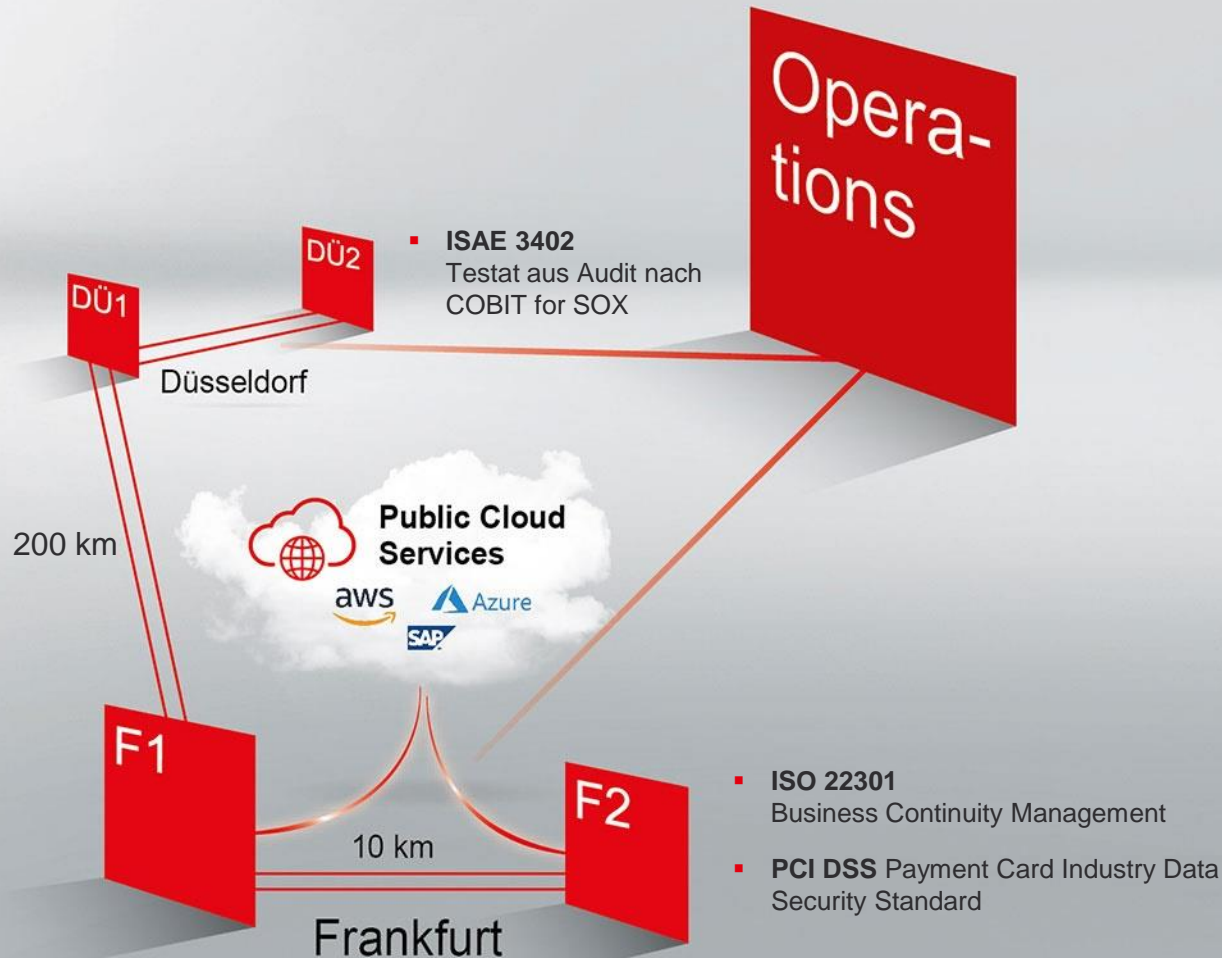 Opera-
tions
DÜ2
ISAE 3402
Testat aus Audit nach
COBIT for SOX
DÜ1
Düsseldorf
200 km
Public Cloud
Services
aws
Azure
SAP
F1
F2
10 km
Frankfurt
ISO 22301
Business Continuity Management
PCI DSS Payment Card Industry Data
Security Standard